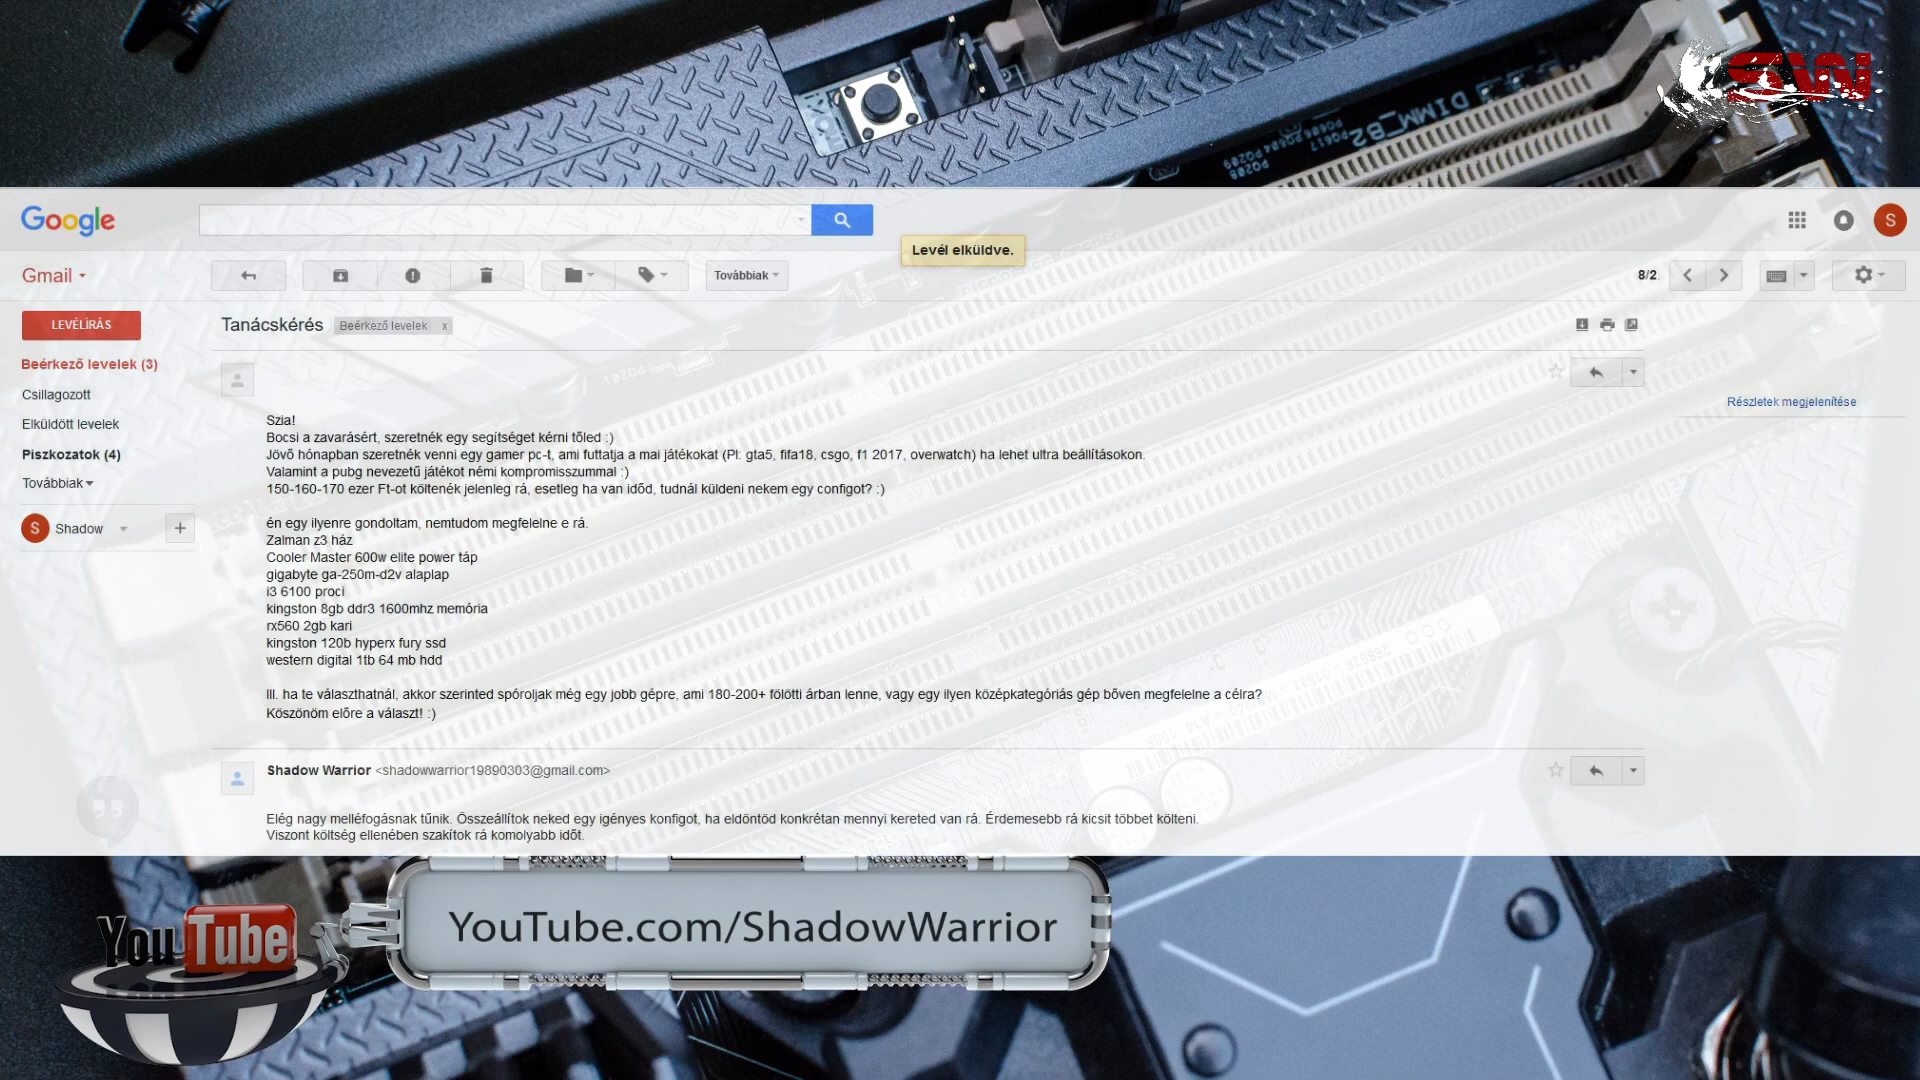 DIMM_B2
PQ617
PQ606
PQ604 PQ209
PQ208
SW
Google
S
Levél elküldve.
Gmail
Továbbiak
8/2.
LEVÉLÍRÁS
Tanácskérés
Beérkező levelek x
Beérkező levelek (3)
Csillagozott
Elküldött levelek
Piszkozatok (4)
Továbbiak
S Shadow +
Részletek megjelenítése
Szia!
Bocsi a zavarásért, szeretnék egy segítséget kérni tőled :)
Jövő hónapban szeretnék venni egy gamer pc-t, ami futtatja a mai játékokat (Pl: gta5, fifa18, csgo, f1 2017, overwatch) ha lehet ultra beállításokon.
Valamint a pubg nevezetű játékot némi kompromisszummal :)
150-160-170 ezer Ft-ot költenék jelenleg rá, esetleg ha van időd, tudnál küldeni nekem egy configot? :)
én egy ilyenre gondoltam, nemtudom megfelelne e rá.
Zalman z3 ház
Cooler Master 600w elite power táp
gigabyte ga-250m-d2v alaplap
i3 6100 proci
kingston 8gb ddr3 1600mhz memória
rx560 2gb kari
kingston 120b hyperx fury ssd
western digital 1tb 64 mb hdd
Ill. ha te választhatnál, akkor szerinted spóroljak még egy jobb gépre, ami 180-200+ fölötti árban lenne, vagy egy ilyen középkategóriás gép bőven megfelelne a célra?
Köszönöm előre a választ! :)
Shadow Warrior <shadowwarrior19890303@gmail.com>
Elég nagy melléfogásnak tűnik. Összeállítok neked egy igényes konfigot, ha eldöntöd konkrétan mennyi kereted van rá. Érdemesebb rá kicsit többet költeni.
Viszont költség ellenében szakítok rá komolyabb időt.
YouTube
YouTube.com/ShadowWarrior